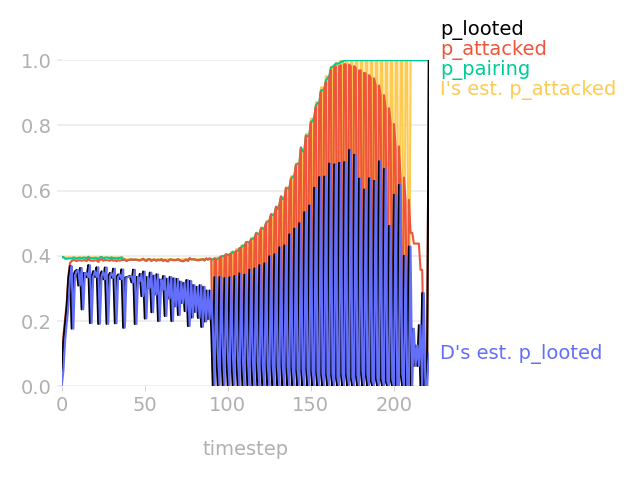 p_looted
p_attacked
p_pairing
I's est. p_attacked
1.0
0.8
0.6
0.4
0.2
0.0
D's est. p_looted
0
50
100
150
200
timestep